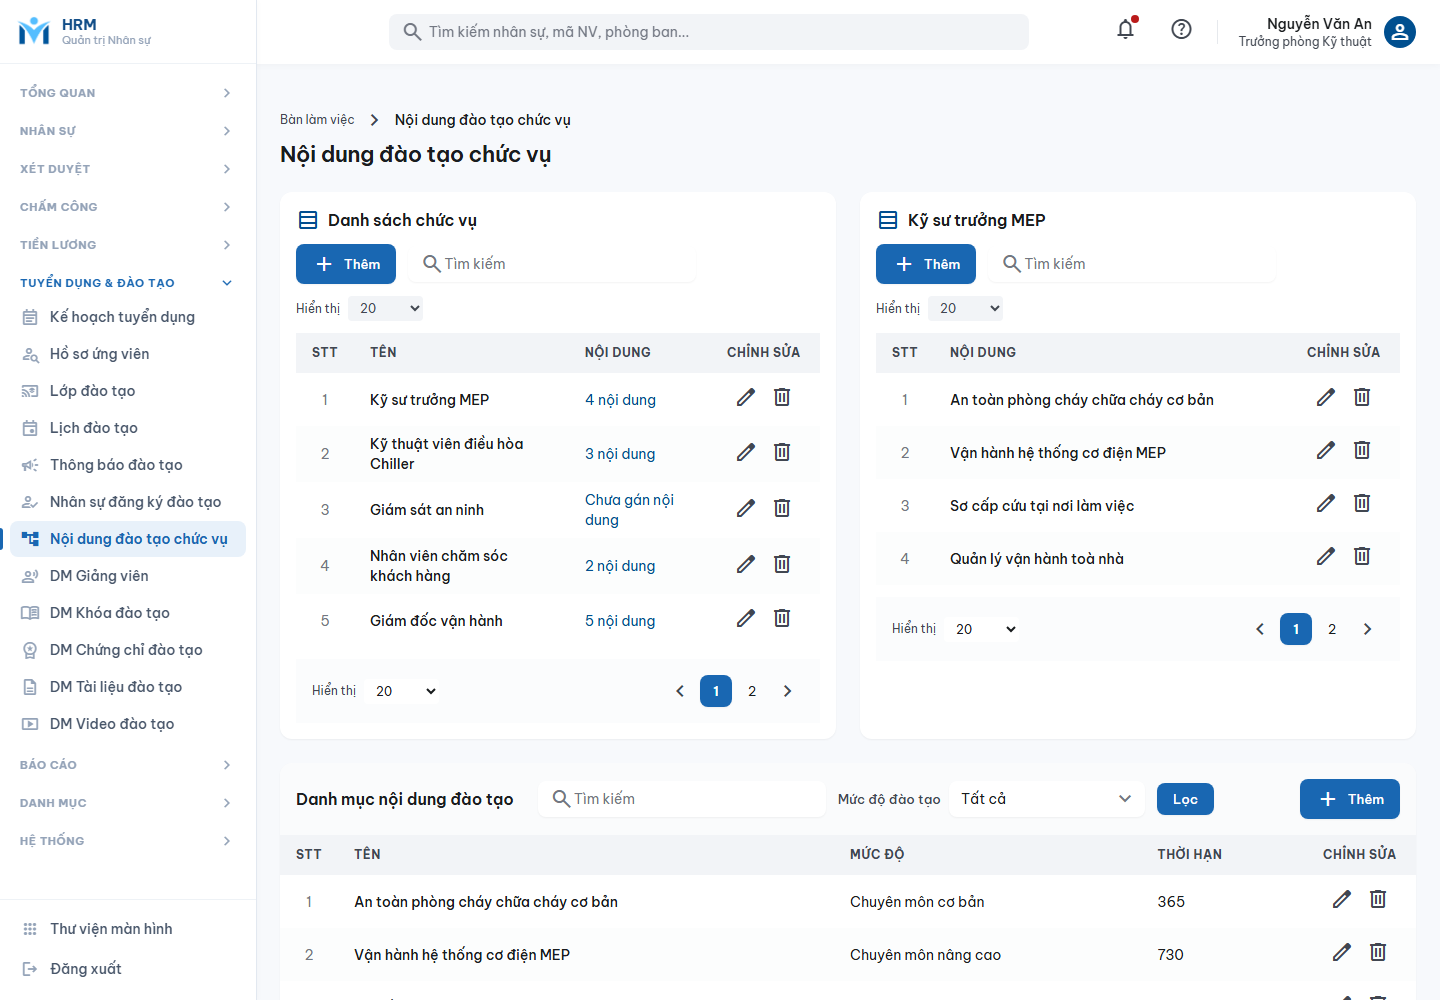 HRM
Quản trị Nhân sự
Tìm kiếm nhân sự, mã NV, phòng ban...
Nguyễn Văn An
Trưởng phòng Kỹ thuật
TỔNG QUAN
NHÂN SỰ
XÉT DUYỆT
CHẤM CÔNG
TIỀN LƯƠNG
TUYỂN DỤNG & ĐÀO TẠO
Kế hoạch tuyển dụng
Hồ sơ ứng viên
Lớp đào tạo
Lịch đào tạo
Thông báo đào tạo
Nhân sự đăng ký đào tạo
Nội dung đào tạo chức vụ
DM Giảng viên
DM Khóa đào tạo
DM Chứng chỉ đào tạo
DM Tài liệu đào tạo
DM Video đào tạo
BÁO CÁO
DANH MỤC
HỆ THỐNG
Thư viện màn hình
Đăng xuất
Bàn làm việc
Nội dung đào tạo chức vụ
Nội dung đào tạo chức vụ
Danh sách chức vụ
Thêm
Tìm kiếm
Hiển thị 20
STT TÊN NỘI DUNG CHỈNH SỬA
1 Kỹ sư trưởng MEP 4 nội dung
2 Kỹ thuật viên điều hòa Chiller 3 nội dung
3 Giám sát an ninh Chưa gán nội dung
4 Nhân viên chăm sóc khách hàng 2 nội dung
5 Giám đốc vận hành 5 nội dung
Hiển thị 20 1 2
Kỹ sư trưởng MEP
Thêm
Tìm kiếm
Hiển thị 20
STT NỘI DUNG CHỈNH SỬA
1 An toàn phòng cháy chữa cháy cơ bản
2 Vận hành hệ thống cơ điện MEP
3 Sơ cấp cứu tại nơi làm việc
4 Quản lý vận hành toà nhà
Hiển thị 20 1 2
Danh mục nội dung đào tạo Tìm kiếm Mức độ đào tạo Tất cả Lọc Thêm
STT TÊN MỨC ĐỘ THỜI HẠN CHỈNH SỬA
1 An toàn phòng cháy chữa cháy cơ bản Chuyên môn cơ bản 365
2 Vận hành hệ thống cơ điện MEP Chuyên môn nâng cao 730